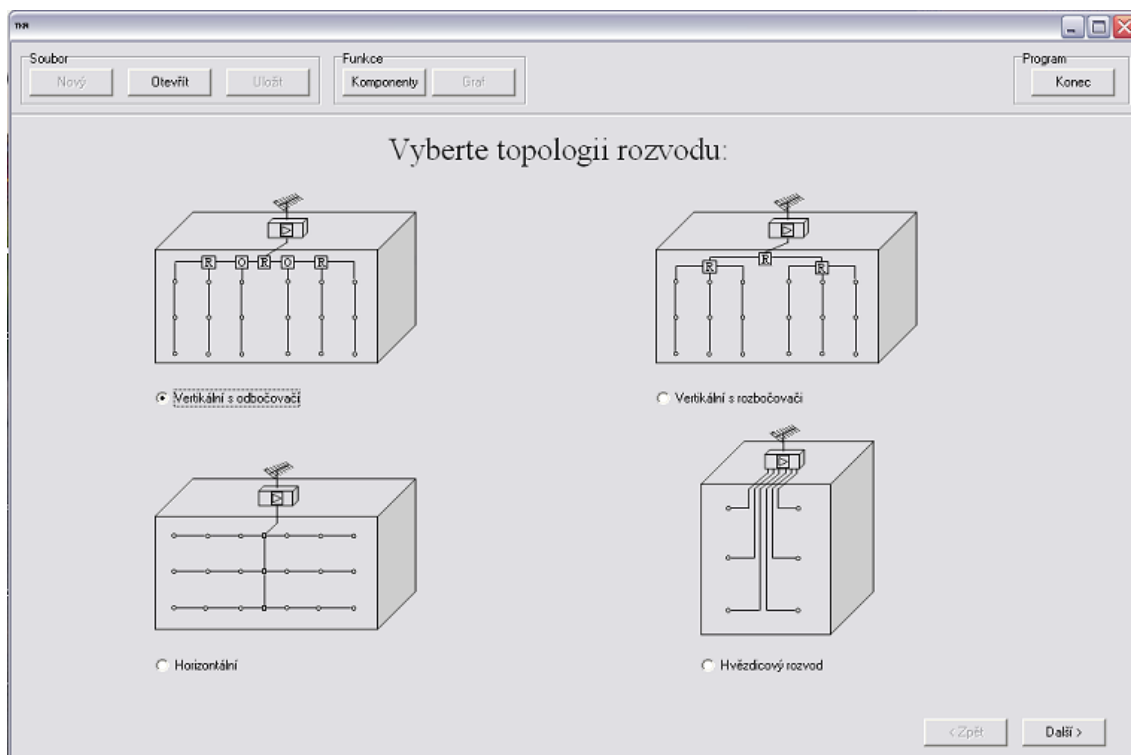 TKR
Soubor
Funkce
Program
Nový
Otevřít
Uložit
Komponenty
Graf
Konec
Vyberte topologii rozvodu:
R O R O R
R
R R
Vertikální s odbočovači
Vertikální s rozbočovači
Horizontální
Hvězdicový rozvod
< Zpět
Další >